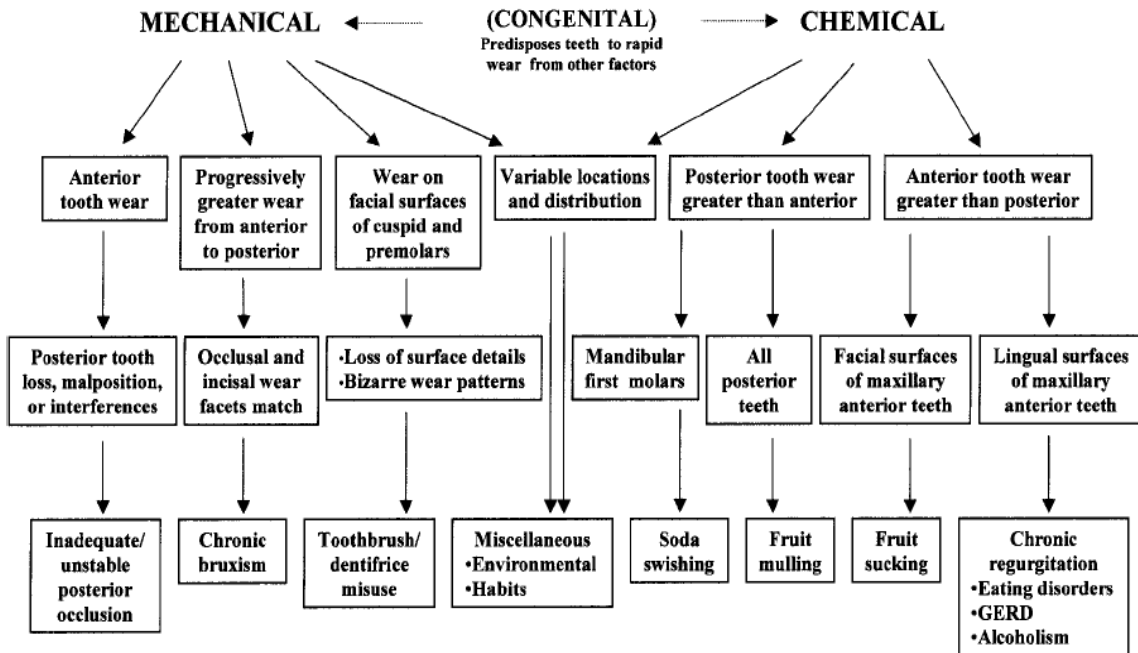 MECHANICAL
(CONGENITAL)
Predisposes teeth to rapid
wear from other factors
CHEMICAL
Anterior
tooth wear
Progressively
greater wear
from anterior
to posterior
Wear on
facial surfaces
of cuspid and
premolars
Variable locations
and distribution
Posterior tooth wear
greater than anterior
Anterior tooth wear
greater than posterior
Posterior tooth
loss, malposition,
or interferences
Occlusal and
incisal wear
facets match
•Loss of surface details
•Bizarre wear patterns
Mandibular
first molars
All
posterior
teeth
Facial surfaces
of maxillary
anterior teeth
Lingual surfaces
of maxillary
anterior teeth
Inadequate/
unstable
posterior
occlusion
Chronic
bruxism
Toothbrush/
dentifrice
misuse
Miscellaneous
•Environmental
•Habits
Soda
swishing
Fruit
mulling
Fruit
sucking
Chronic
regurgitation
•Eating disorders
•GERD
•Alcoholism